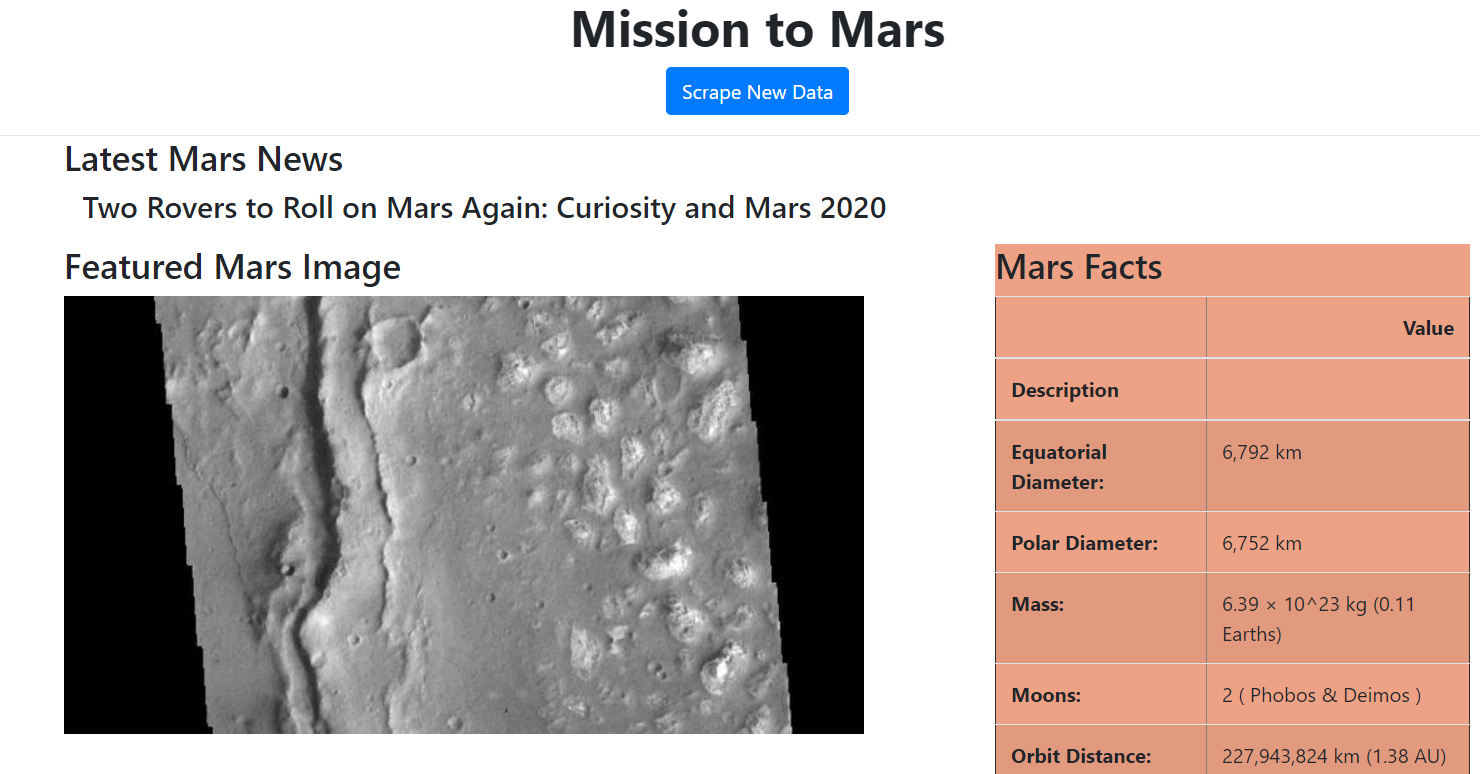 Mission to Mars
Scrape New Data
Latest Mars News
Two Rovers to Roll on Mars Again: Curiosity and Mars 2020
Featured Mars Image
Mars Facts
Value
Description
Equatorial
Diameter:
6,792 km
Polar Diameter:
6,752 km
Mass:
6.39 × 10^23 kg (0.11
Earths)
Moons:
2 ( Phobos & Deimos )
Orbit Distance:
227,943,824 km (1.38 AU)